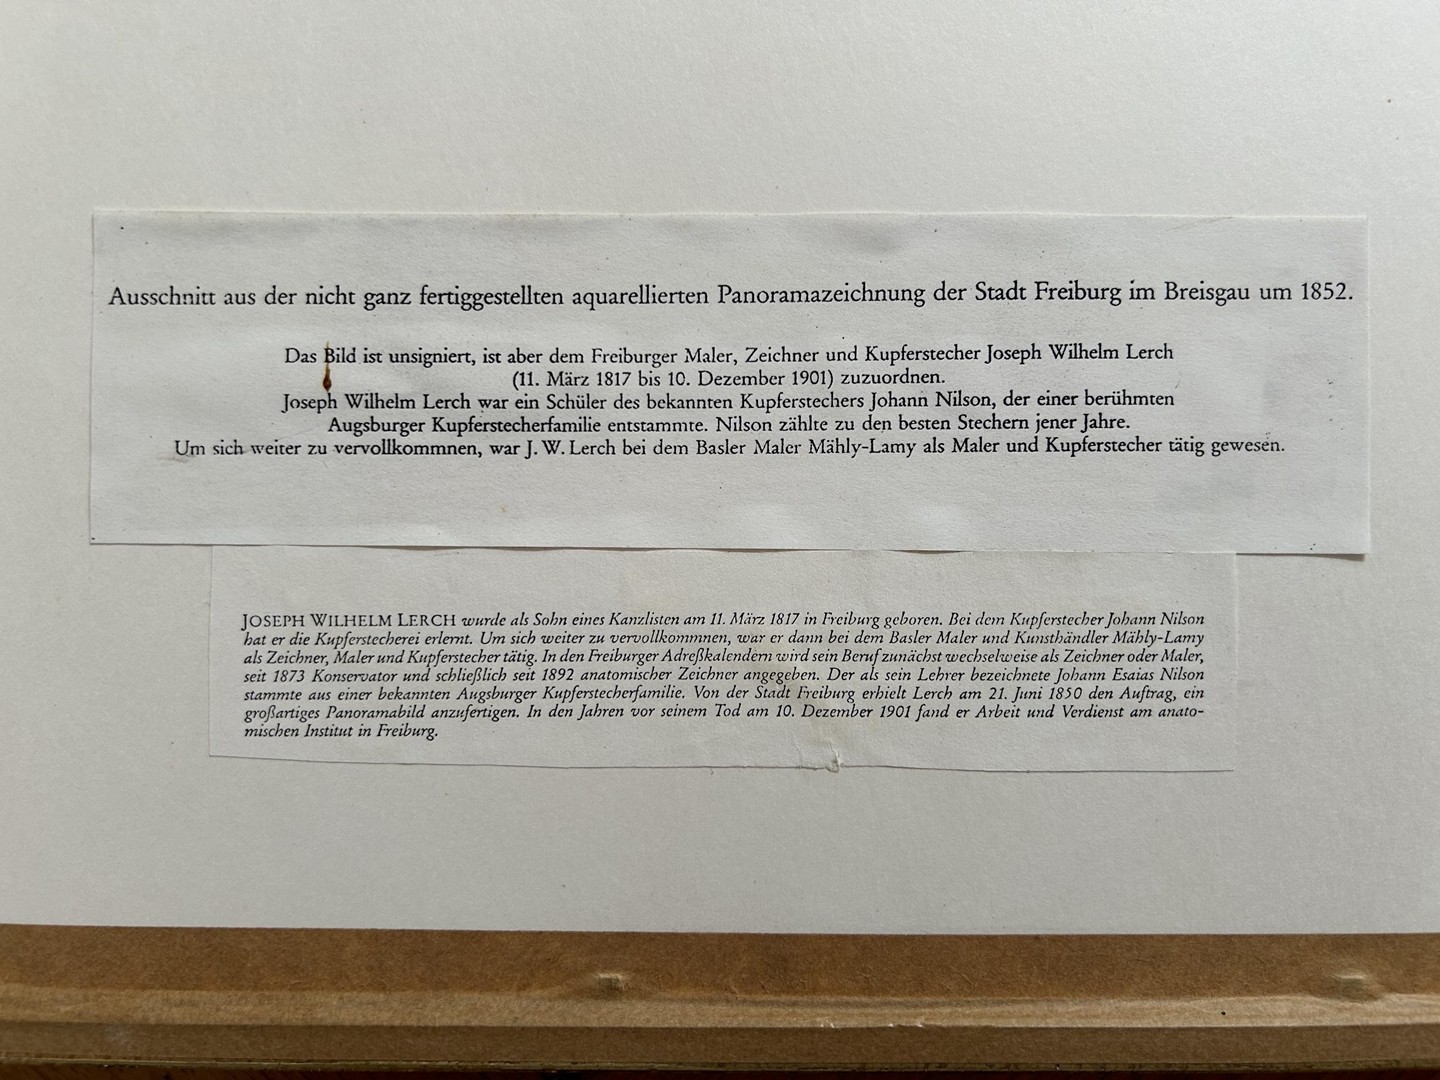 Ausschnitt aus der nicht ganz fertiggestellten aquarellierten Panoramazeichnung der Stadt Freiburg im Breisgau um 1852.
Das Bild ist unsigniert, ist aber dem Freiburger Maler, Zeichner und Kupferstecher Joseph Wilhelm Lerch
(11. März 1817 bis 10. Dezember 1901) zuzuordnen.
Joseph Wilhelm Lerch war ein Schüler des bekannten Kupferstechers Johann Nilson, der einer berühmten
Augsburger Kupferstecherfamilie entstammte. Nilson zählte zu den besten Stechern jener Jahre.
Um sich weiter zu vervollkommnen, war J. W. Lerch bei dem Basler Maler Mähly-Lamy als Maler und Kupferstecher tätig gewesen.
JOSEPH WILHELM LERCH wurde als Sohn eines Kanzlisten am 11. März 1817 in Freiburg geboren. Bei dem Kupferstecher Johann Nilson
hat er die Kupferstecherei erlernt. Um sich weiter zu vervollkommnen, war er dann bei dem Basler Maler und Kunsthändler Mähly-Lamy
als Zeichner, Maler und Kupferstecher tätig. In den Freiburger Adreßkalendern wird sein Beruf zunächst wechselweise als Zeichner oder Maler,
seit 1873 Konservator und schließlich seit 1892 anatomischer Zeichner angegeben. Der als sein Lehrer bezeichnete Johann Esaias Nilson
stammte aus einer bekannten Augsburger Kupferstecherfamilie. Von der Stadt Freiburg erhielt Lerch am 21. Juni 1850 den Auftrag, ein
großartiges Panoramabild anzufertigen. In den Jahren vor seinem Tod am 10. Dezember 1901 fand er Arbeit und Verdienst am anato-
mischen Institut in Freiburg.